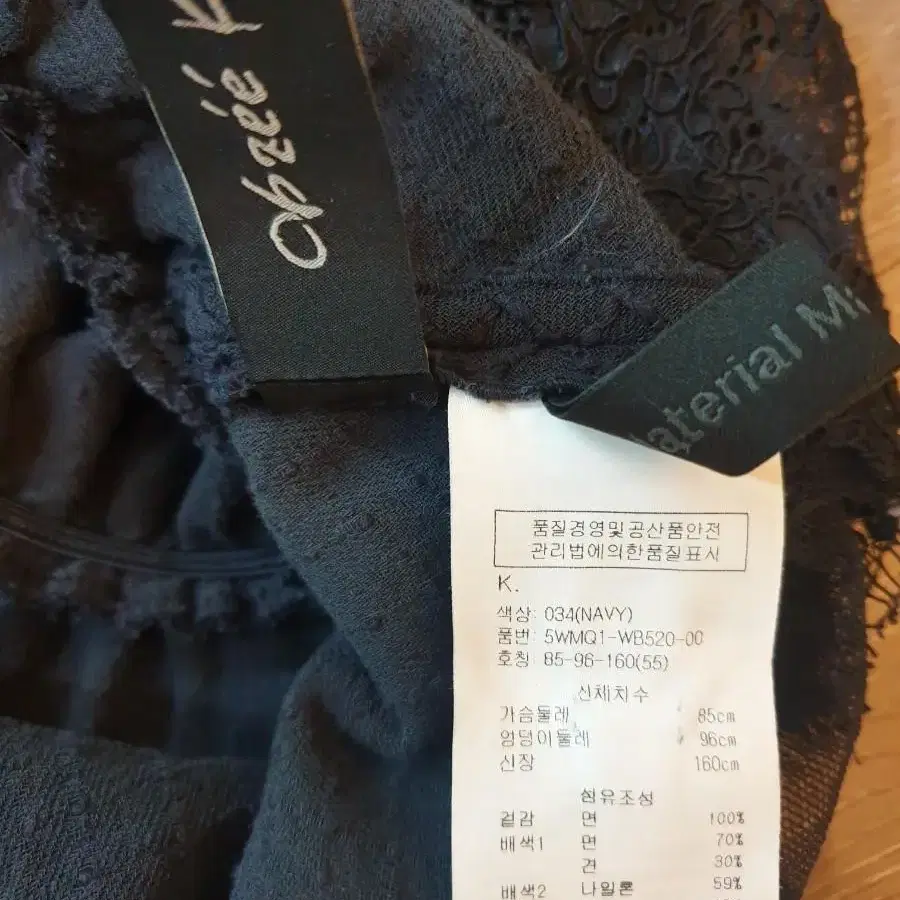 Obzéé
Material
품질경영및공산품안전
관리법에의한품질표시
K.
색상: 034(NAVY)
품번: 5WMQ1-WB520-00
호칭: 85-96-160(55)
신체치수
가슴둘레 85cm
엉덩이둘레 96cm
신장 160cm
섬유조성
겉감 면 100%
배색1 면 70%
견 30%
배색2 나일론 59%